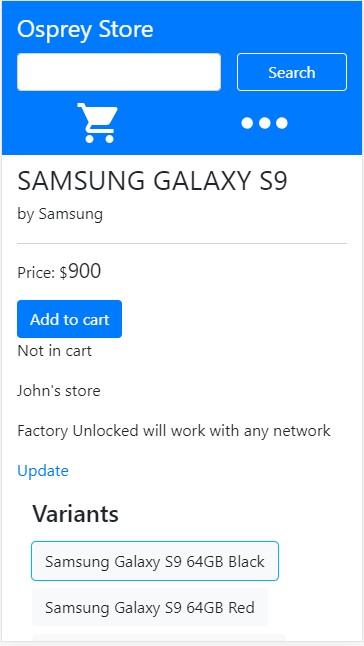 Osprey Store
Search
SAMSUNG GALAXY S9
by Samsung
Price: $900
Add to cart
Not in cart
John's store
Factory Unlocked will work with any network
Update
Variants
Samsung Galaxy S9 64GB Black
Samsung Galaxy S9 64GB Red